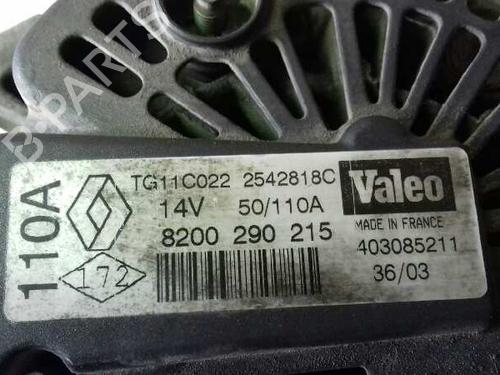 110A
TG11C022 2542818C
14V 50/110A
8200 290 215
172
Valeo
MADE IN FRANCE
403085211
36/03
B PARTS